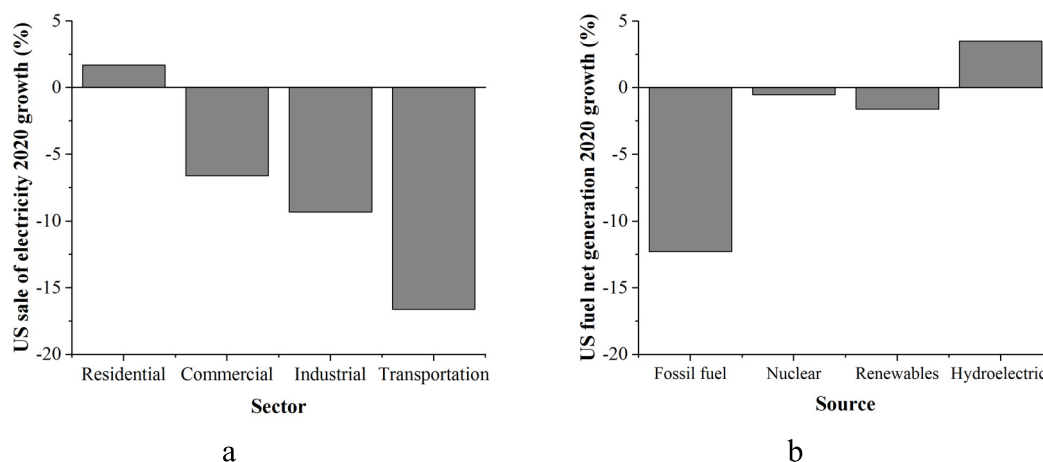 US sale of electricity 2020 growth (%)
5
0
-5
-10
-15
-20
Residential Commercial Industrial Transportation
Sector
a
US fuel net generation 2020 growth (%)
5
0
-5
-10
-15
-20
Fossil fuel Nuclear Renewables Hydroelectric
Source
b